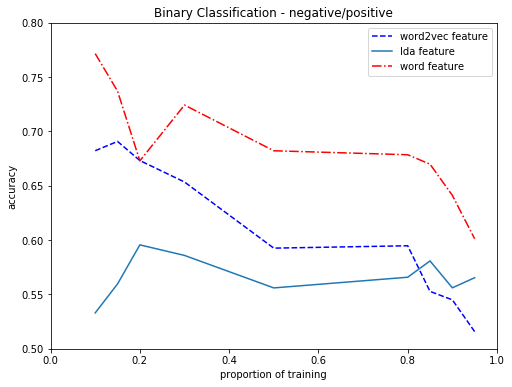 Binary Classification - negative/positive
word2vec feature
lda feature
word feature
accuracy
0.80
0.75
0.70
0.65
0.60
0.55
0.50
0.0 0.2 0.4 0.6 0.8 1.0
proportion of training